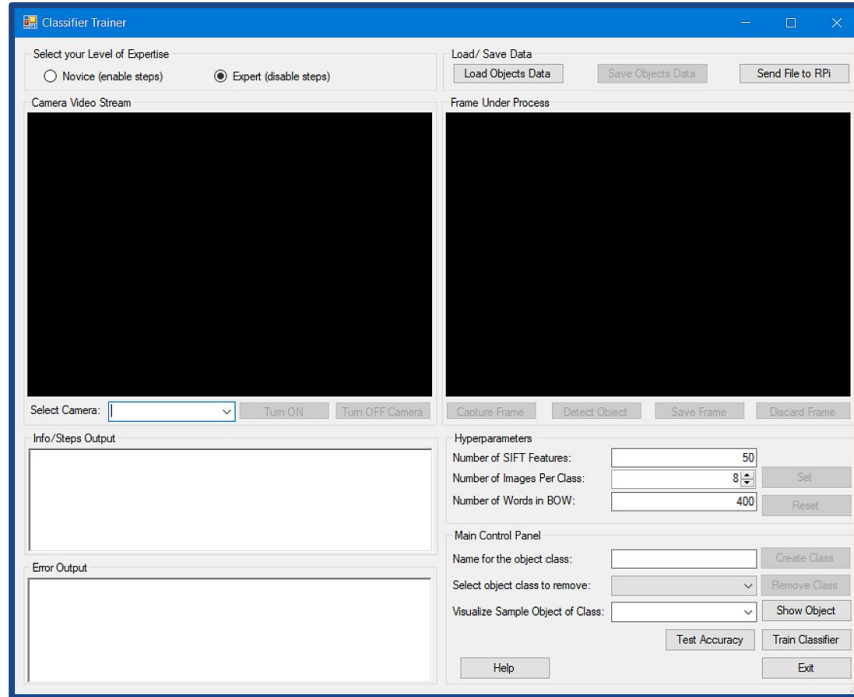 Classifier Trainer
Select your Level of Expertise
Novice (enable steps)
Expert (disable steps)
Load/ Save Data
Load Objects Data
Save Objects Data
Send File to RPi
Camera Video Stream
Frame Under Process
Select Camera:
Turn ON
Turn OFF Camera
Capture Frame
Detect Object
Save Frame
Discard Frame
Info/Steps Output
Hyperparameters
Number of SIFT Features: 50
Number of Images Per Class: 8
Set
Number of Words in BOW: 400
Reset
Error Output
Main Control Panel
Name for the object class:
Create Class
Select object class to remove:
Remove Class
Visualize Sample Object of Class:
Show Object
Test Accuracy
Train Classifier
Help
Exit